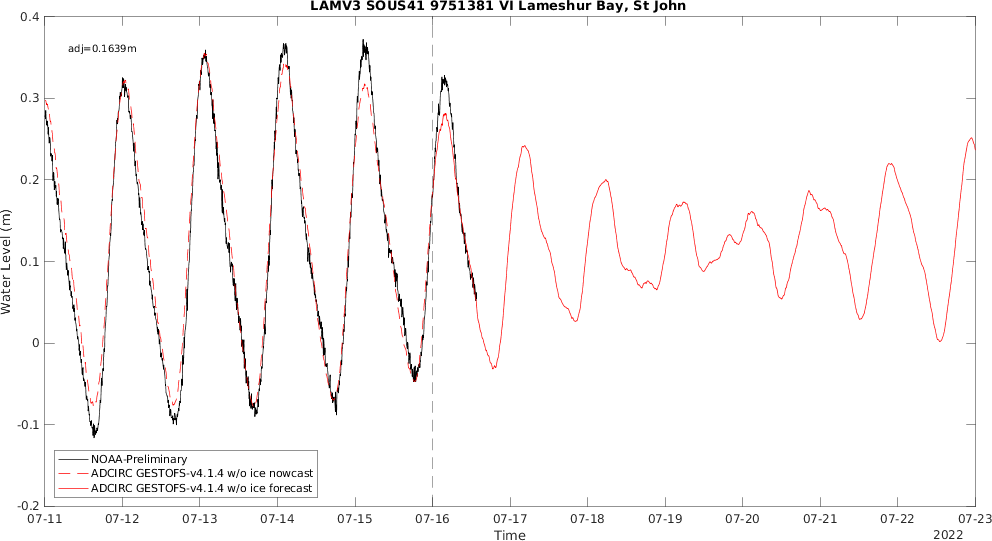 LAMV3 SOUS41 9751381 VI Lameshur Bay, St John
adj=0.1639m
0.4
0.3
0.2
0.1
0
-0.1
-0.2
Water Level (m)
NOAA-Preliminary
ADCIRC GESTOFS-v4.1.4 w/o ice nowcast
ADCIRC GESTOFS-v4.1.4 w/o ice forecast
07-11 07-12 07-13 07-14 07-15 07-16 07-17 07-18 07-19 07-20 07-21 07-22 07-23
Time
2022